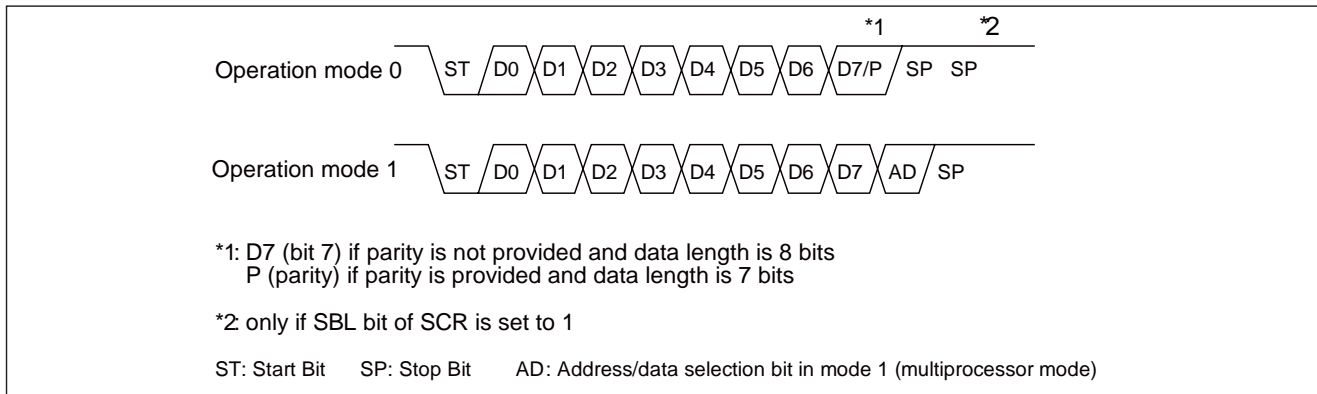 *1 *2
Operation mode 0 ST D0 D1 D2 D3 D4 D5 D6 D7/P SP SP
Operation mode 1 ST D0 D1 D2 D3 D4 D5 D6 D7 AD SP
*1: D7 (bit 7) if parity is not provided and data length is 8 bits
P (parity) if parity is provided and data length is 7 bits
*2: only if SBL bit of SCR is set to 1
ST: Start Bit SP: Stop Bit AD: Address/data selection bit in mode 1 (multiprocessor mode)